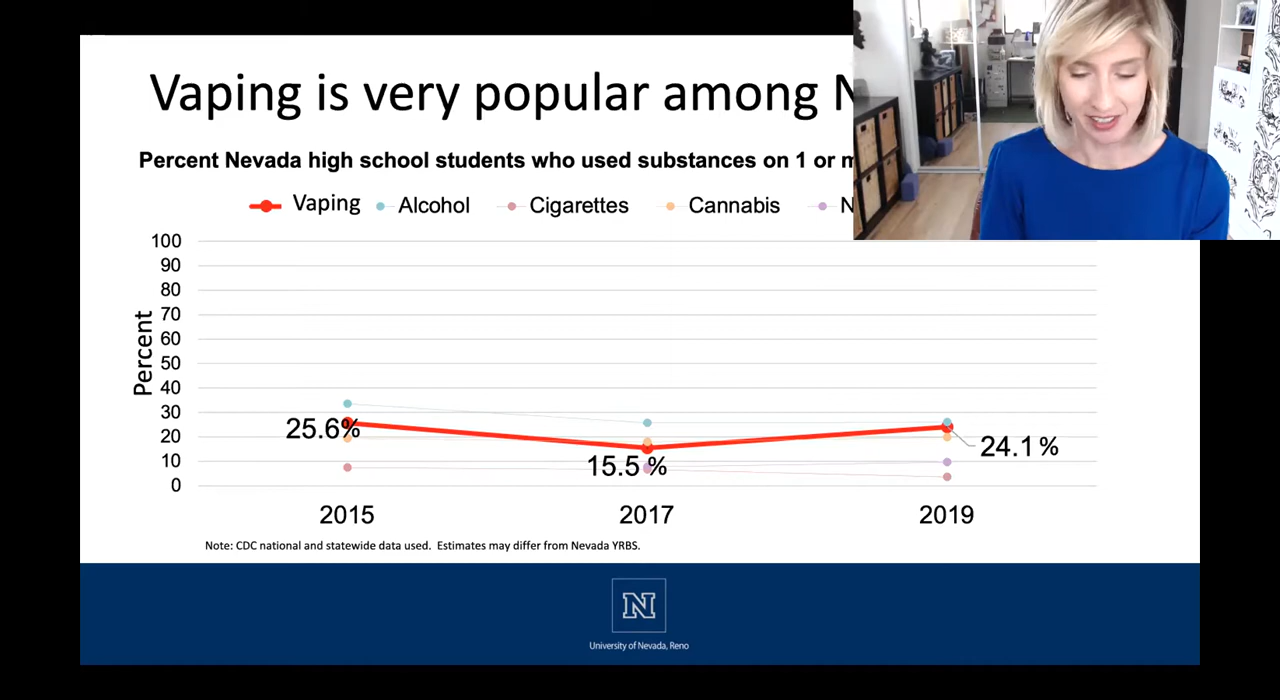 Vaping is very popular among
Percent Nevada high school students who used substances on 1 or
Vaping Alcohol Cigarettes Cannabis
100
90
80
70
60
50
40
30
20
10
0
Percent
25.6%
15.5 %
24.1 %
2015 2017 2019
Note: CDC national and statewide data used. Estimates may differ from Nevada YRBS.
N
University of Nevada, Reno